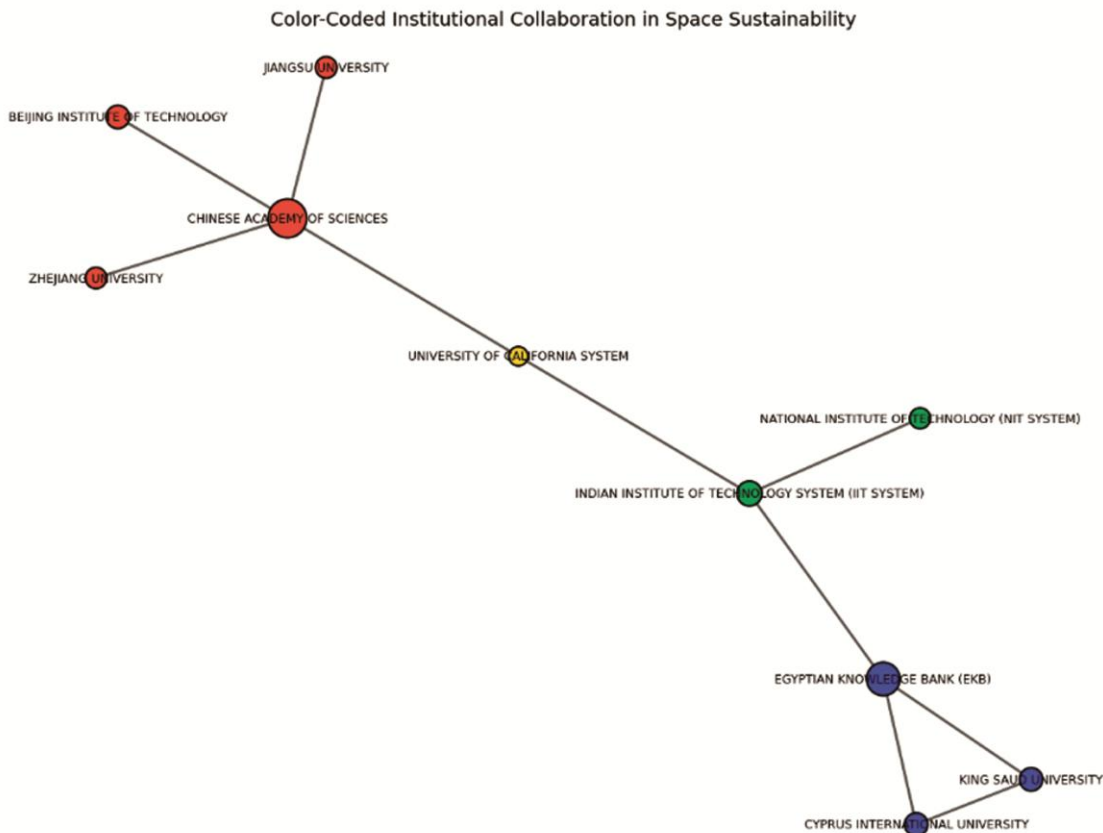 Color-Coded Institutional Collaboration in Space Sustainability
JIANGSU UNIVERSITY
BEIJING INSTITUTE OF TECHNOLOGY
CHINESE ACADEMY OF SCIENCES
ZHEJIANG UNIVERSITY
UNIVERSITY OF CALIFORNIA SYSTEM
NATIONAL INSTITUTE OF TECHNOLOGY (NIT SYSTEM)
INDIAN INSTITUTE OF TECHNOLOGY SYSTEM (IIT SYSTEM)
EGYPTIAN KNOWLEDGE BANK (EKB)
KING SAUD UNIVERSITY
CYPRUS INTERNATIONAL UNIVERSITY